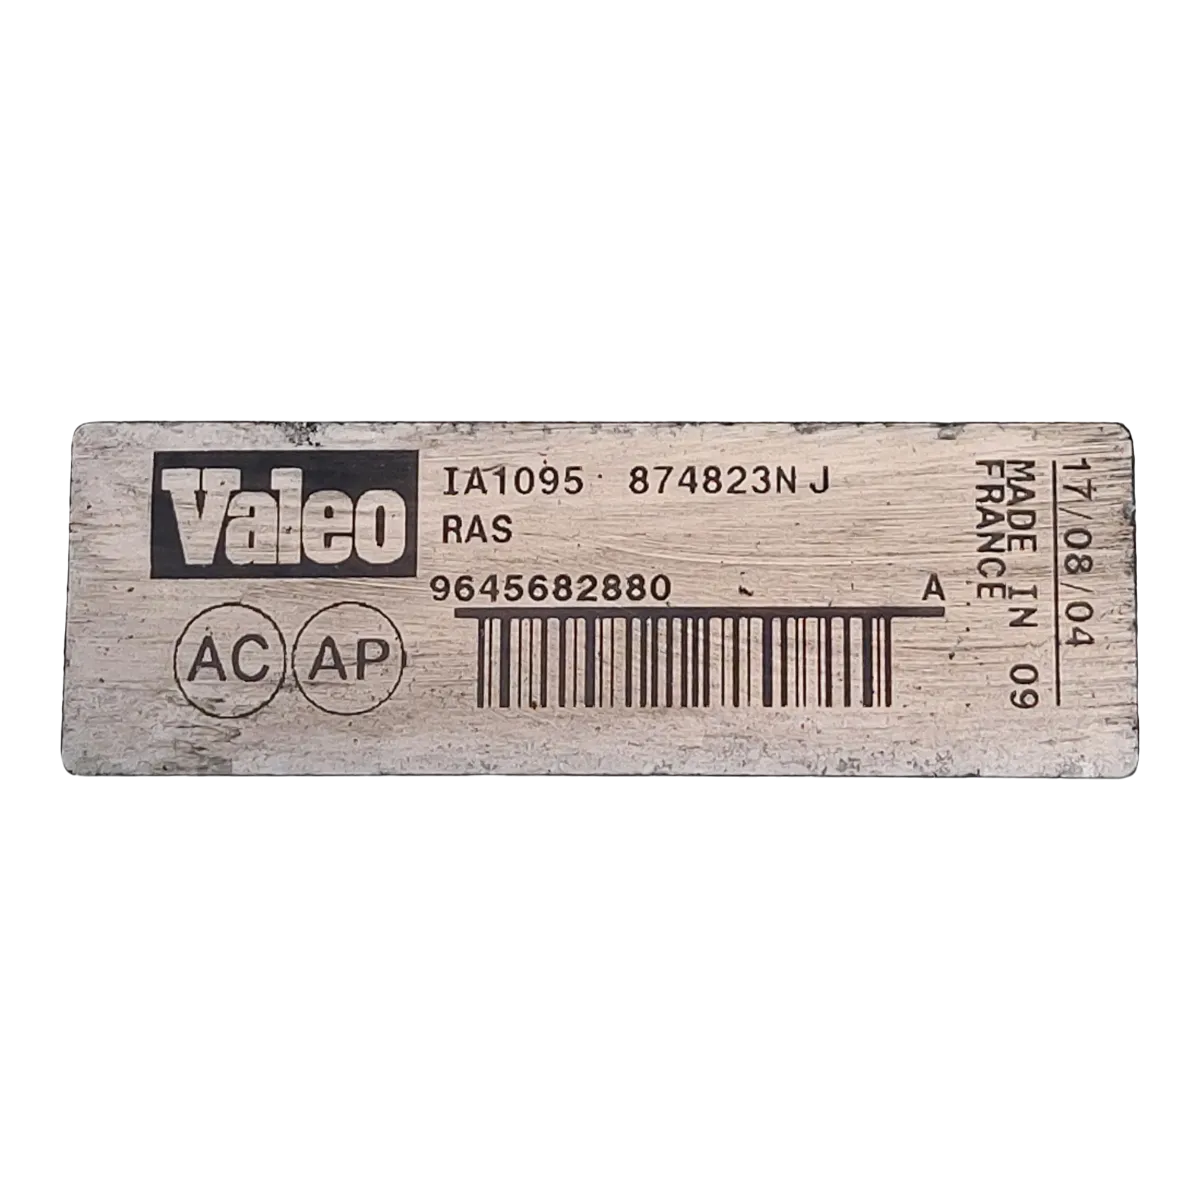 Valeo
IA1095 874823N J
RAS
9645682880 A
AC AP
17/08/04
MADE IN 09
FRANCE